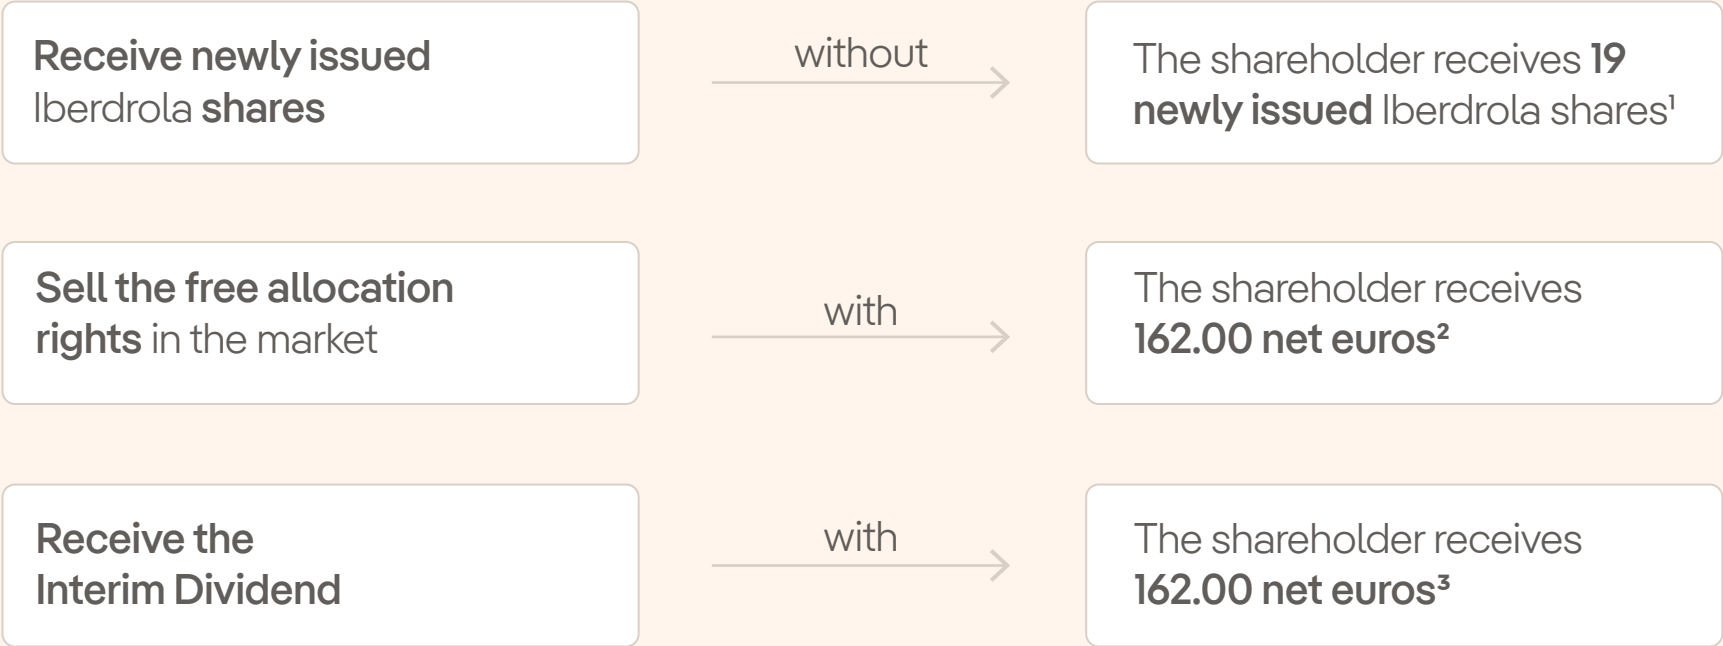 Receive newly issued
Iberdrola shares
without
The shareholder receives 19
newly issued Iberdrola shares¹
Sell the free allocation
rights in the market
with
The shareholder receives
162.00 net euros²
Receive the
Interim Dividend
with
The shareholder receives
162.00 net euros³